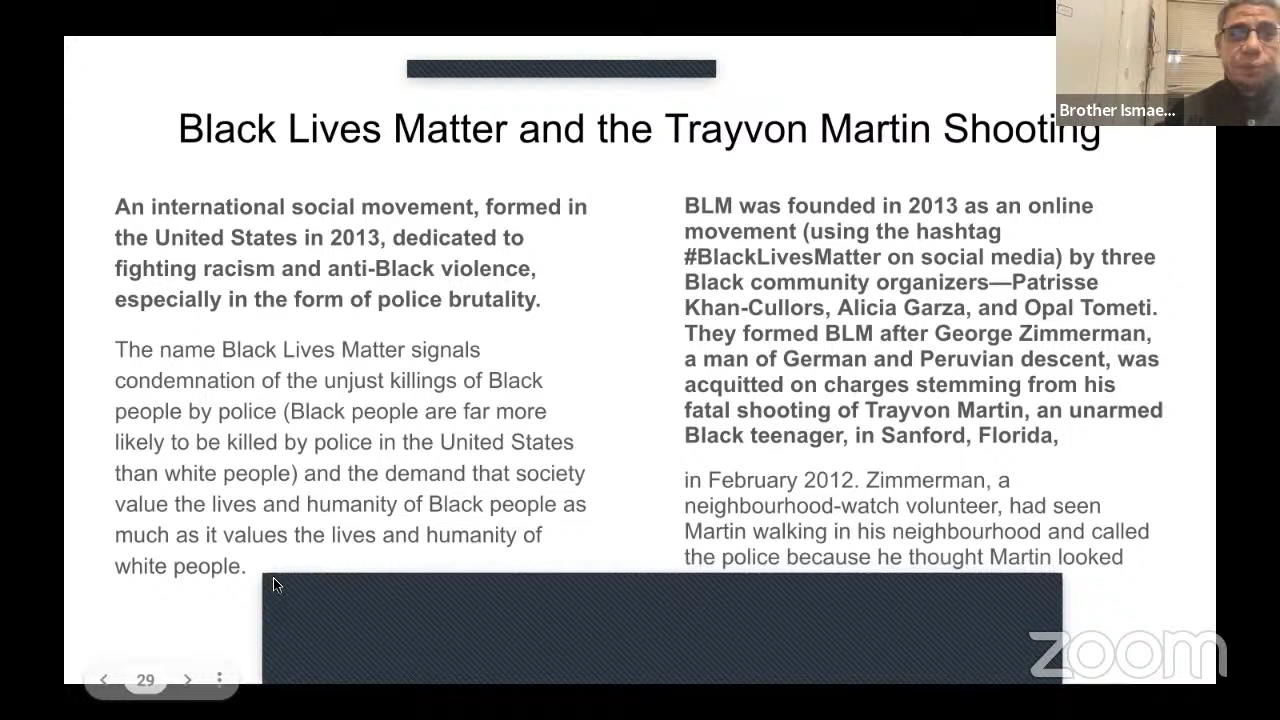 Brother Ismae...
Black Lives Matter and the Trayvon Martin Shooting
An international social movement, formed in
the United States in 2013, dedicated to
fighting racism and anti-Black violence,
especially in the form of police brutality.
The name Black Lives Matter signals
condemnation of the unjust killings of Black
people by police (Black people are far more
likely to be killed by police in the United States
than white people) and the demand that society
value the lives and humanity of Black people as
much as it values the lives and humanity of
white people.
BLM was founded in 2013 as an online
movement (using the hashtag
#BlackLivesMatter on social media) by three
Black community organizers—Patrisse
Khan-Cullors, Alicia Garza, and Opal Tometi.
They formed BLM after George Zimmerman,
a man of German and Peruvian descent, was
acquitted on charges stemming from his
fatal shooting of Trayvon Martin, an unarmed
Black teenager, in Sanford, Florida,
in February 2012. Zimmerman, a
neighbourhood-watch volunteer, had seen
Martin walking in his neighbourhood and called
the police because he thought Martin looked
29
zoom